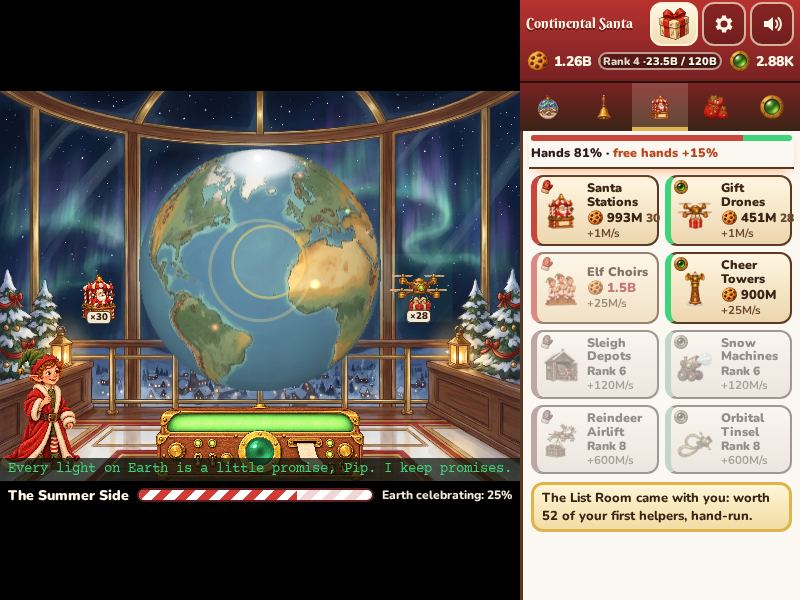 Continental Santa
1.26B
Rank 4 · 23.5B / 120B
2.88K
Hands 81% · free hands +15%
Santa Stations
993M 30
+1M/s
Gift Drones
451M 28
+1M/s
Elf Choirs
1.5B
+25M/s
Cheer Towers
900M
+25M/s
Sleigh Depots
Rank 6
+120M/s
Snow Machines
Rank 6
+120M/s
Reindeer Airlift
Rank 8
+600M/s
Orbital Tinsel
Rank 8
+600M/s
The List Room came with you: worth
52 of your first helpers, hand-run.
×30
×28
Every light on Earth is a little promise, Pip. I keep promises.
The Summer Side
Earth celebrating: 25%